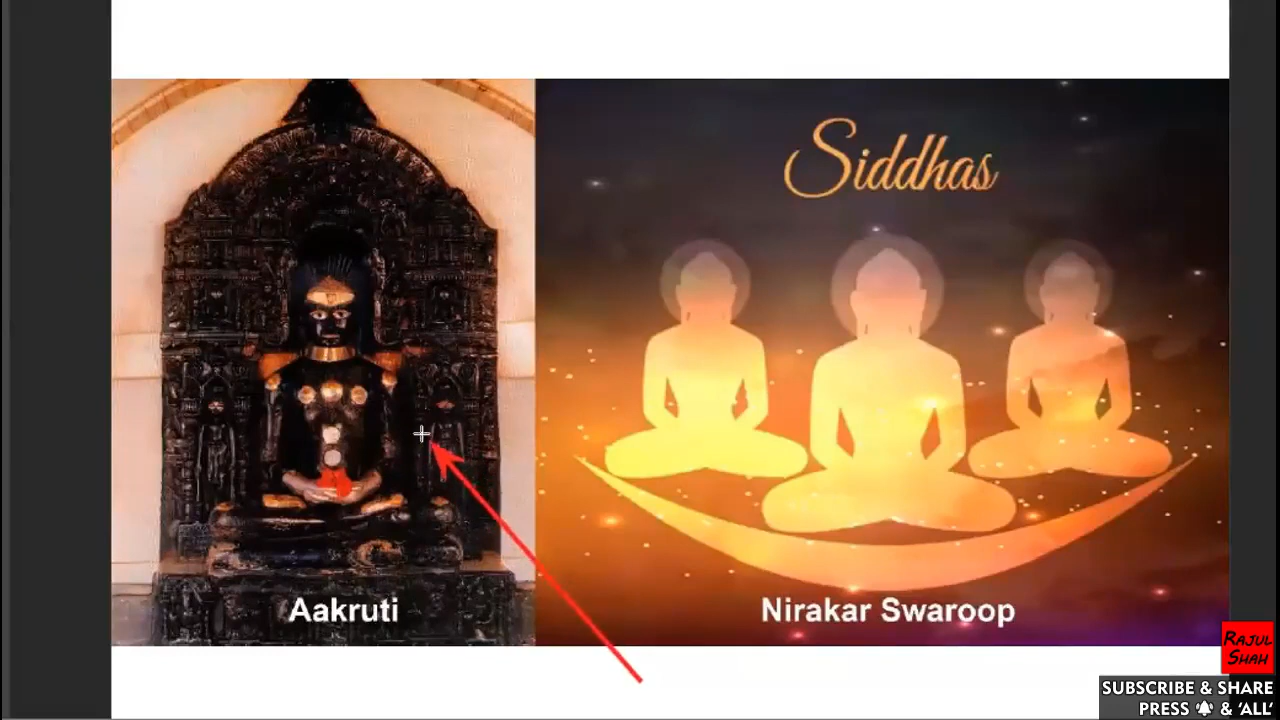 Siddhas
Aakruti
Nirakar Swaroop
RAJUL
SHAH
SUBSCRIBE & SHARE
PRESS 🔔 & 'ALL'